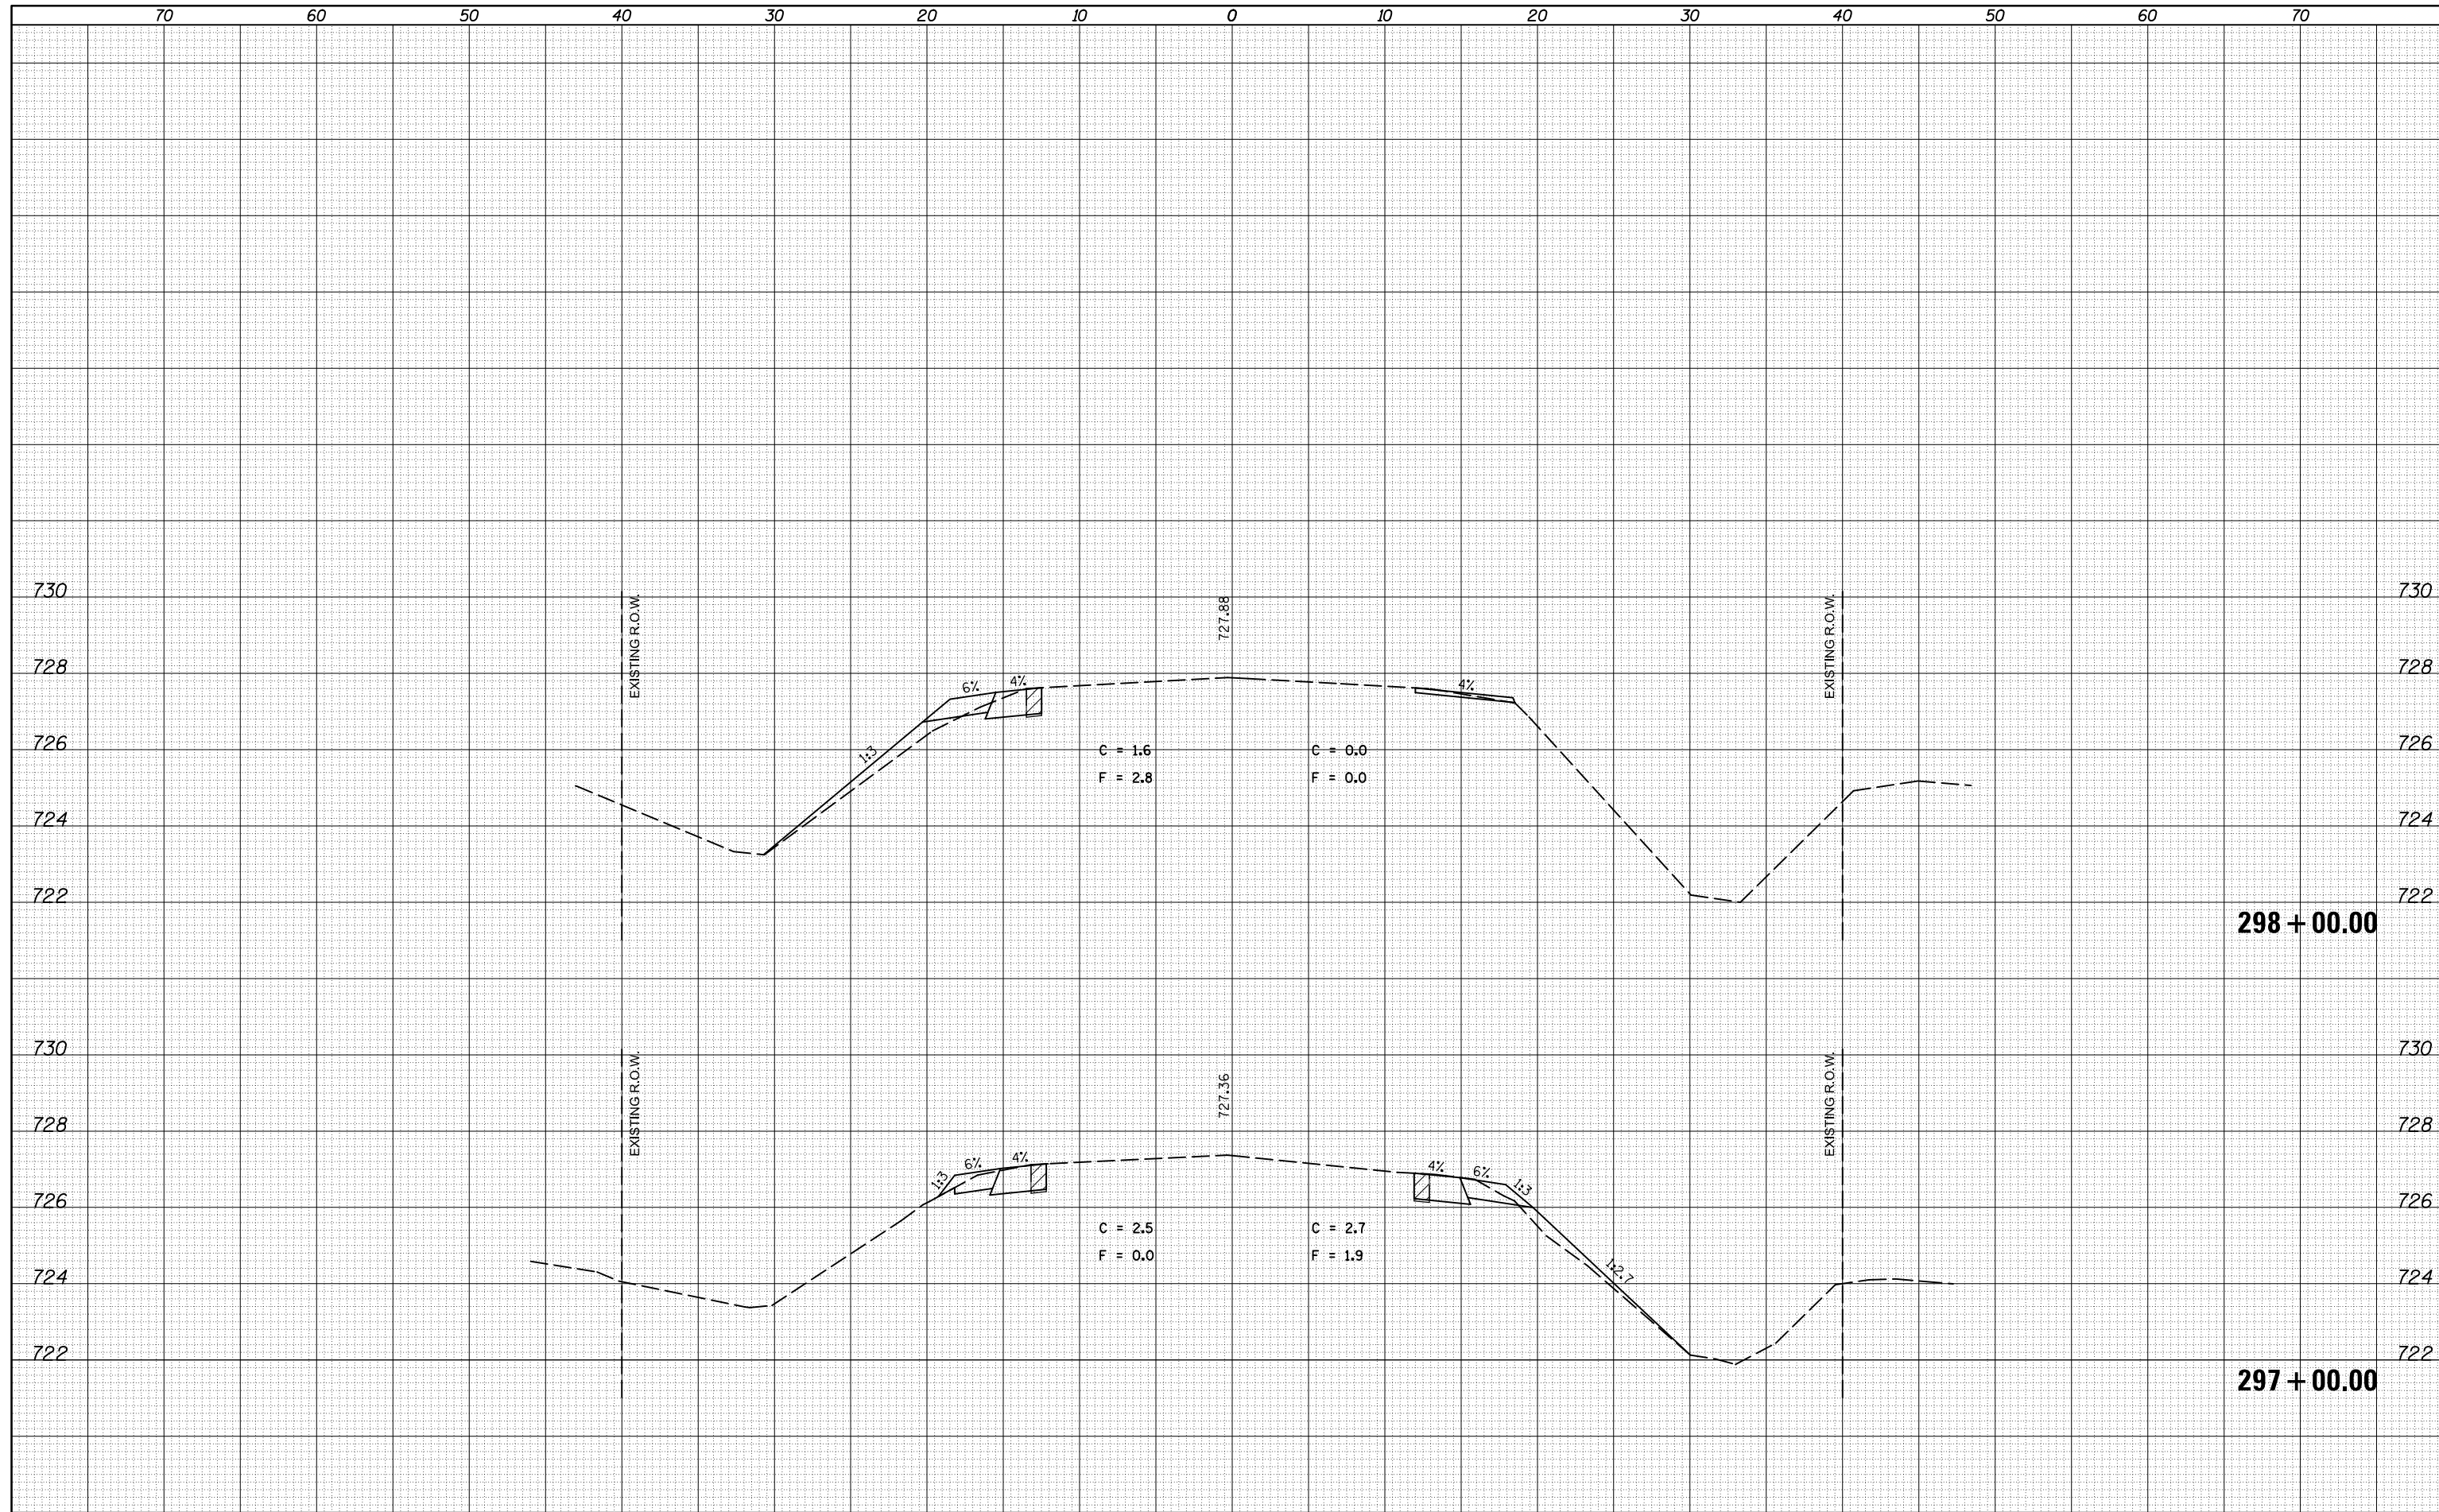 70 60 50 40 30 20 10 0 10 20 30 40 50 60 70
730 EXISTING R.O.W. 727.88 EXISTING R.O.W. 730
728 728
6% 4% 4%
726 1:3 C = 1.6 C = 0.0 726
F = 2.8 F = 0.0
724 724
722 722
298 + 00.00
730 EXISTING R.O.W. 727.36 EXISTING R.O.W. 730
728 728
1:3 6% 4% 4% 6% 1:3
726 726
C = 2.5 C = 2.7
F = 0.0 F = 1.9
724 1:2.7 724
722 722
297 + 00.00